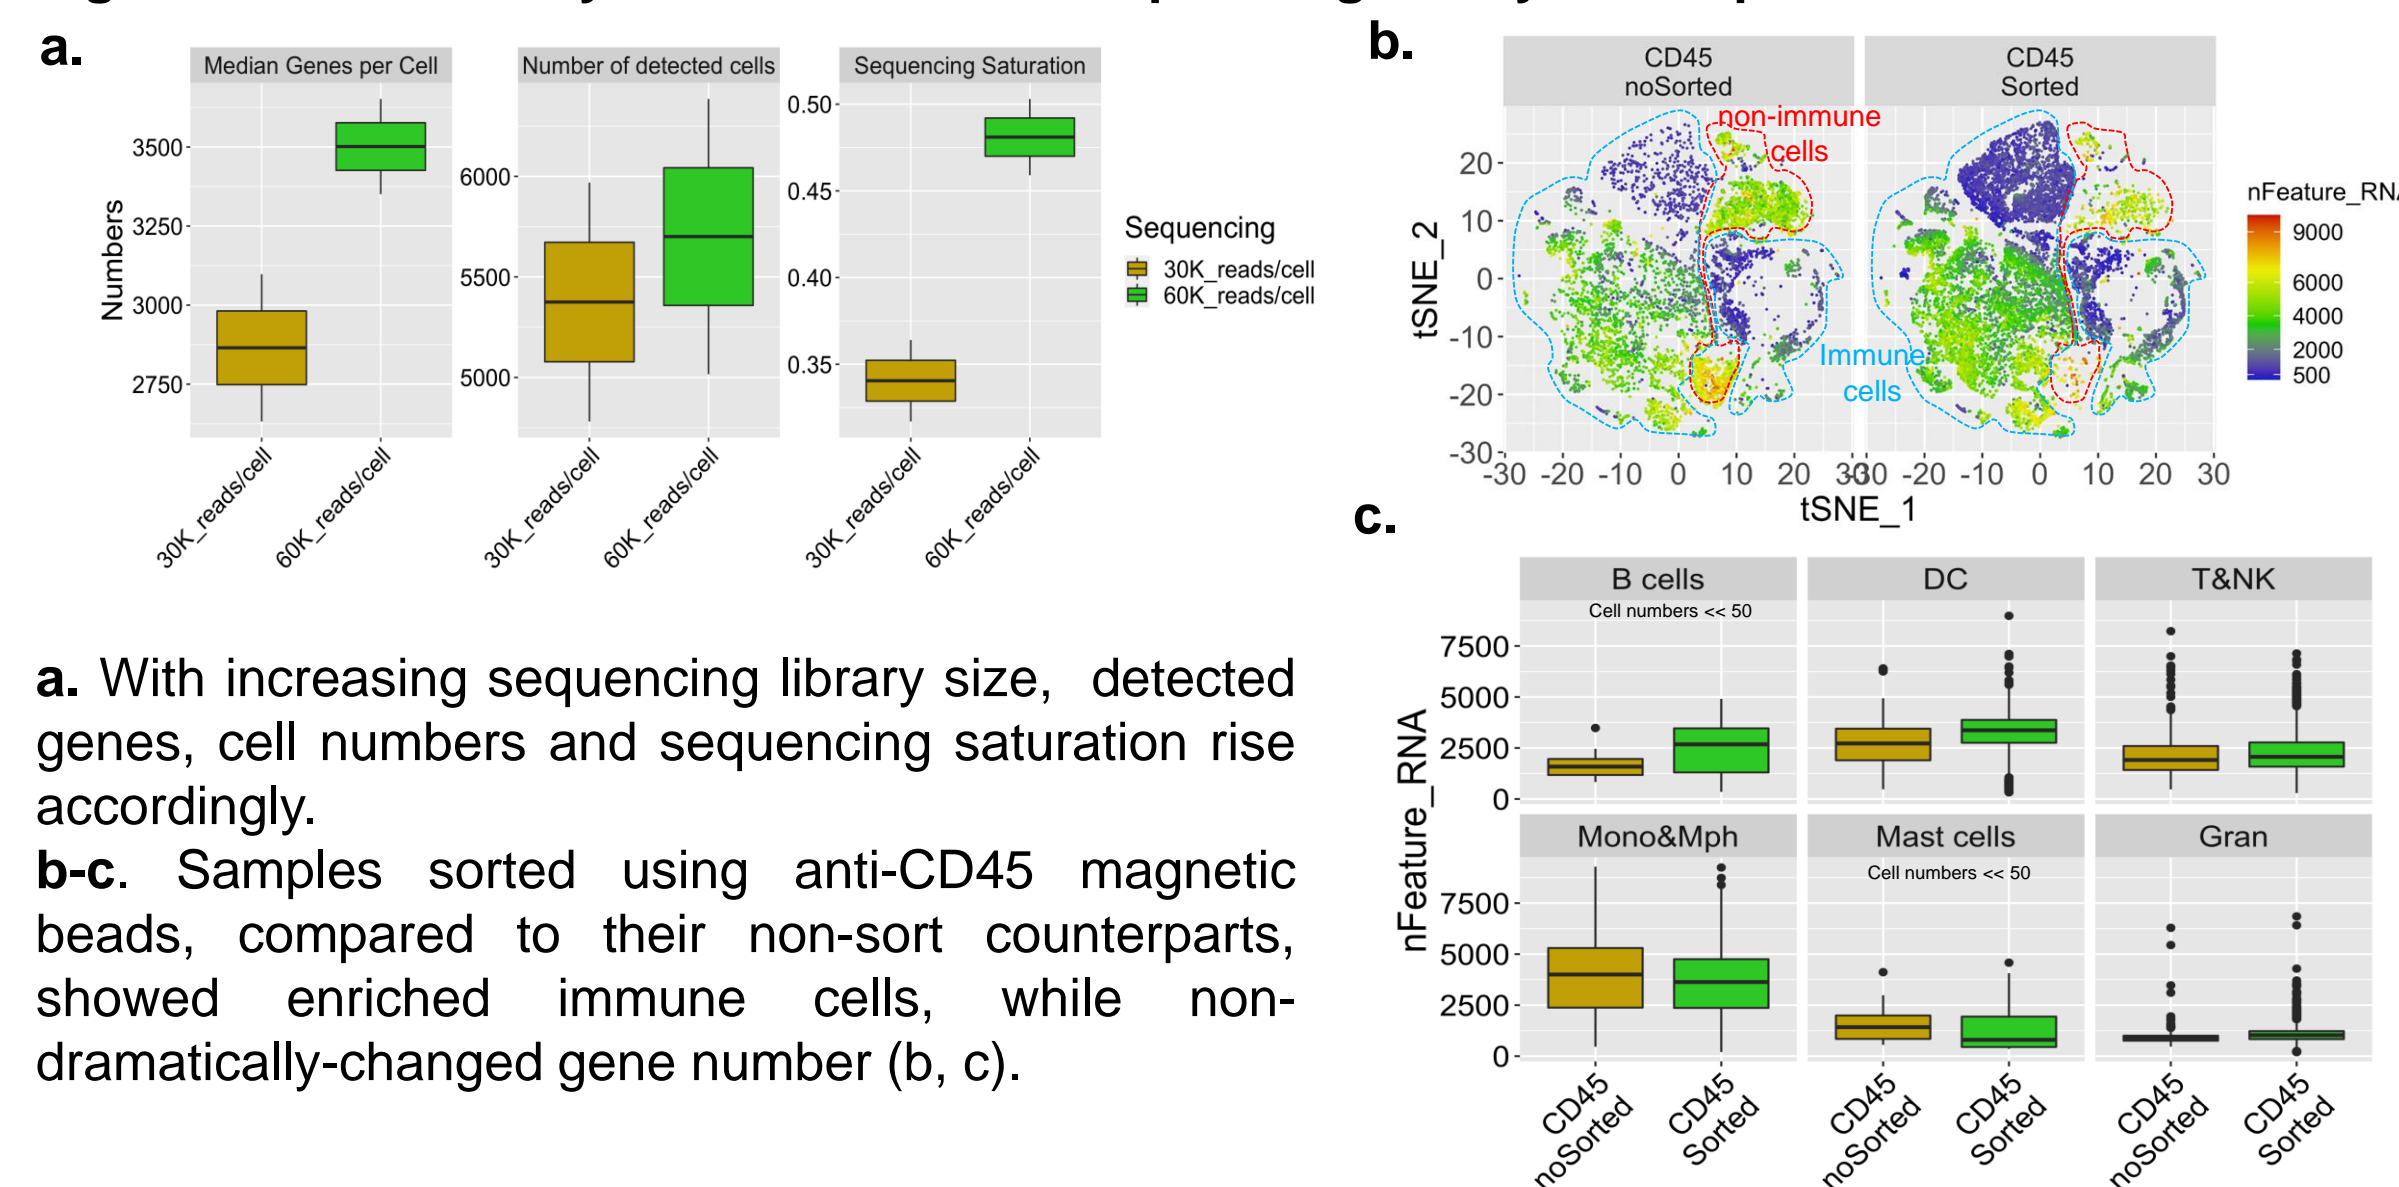 a.
Median Genes per Cell
Number of detected cells
Sequencing Saturation
Numbers
3500
3250
3000
2750
6000
5500
5000
0.50
0.45
0.40
0.35
30K_reads/cell
60K_reads/cell
30K_reads/cell
60K_reads/cell
30K_reads/cell
60K_reads/cell
Sequencing
30K_reads/cell
60K_reads/cell
b.
CD45
noSorted
CD45
Sorted
non-immune
cells
Immune
cells
tSNE_2
20
10
0
-10
-20
-30
-30 -20 -10 0 10 20 30
-30 -20 -10 0 10 20 30
tSNE_1
nFeature_RNA
9000
6000
4000
2000
500
a. With increasing sequencing library size, detected
genes, cell numbers and sequencing saturation rise
accordingly.
b-c. Samples sorted using anti-CD45 magnetic
beads, compared to their non-sort counterparts,
showed enriched immune cells, while non-
dramatically-changed gene number (b, c).
c.
B cells
DC
T&NK
Cell numbers << 50
7500
5000
2500
0
nFeature_RNA
Mono&Mph
Mast cells
Gran
Cell numbers << 50
7500
5000
2500
0
CD45
noSorted
CD45
Sorted
CD45
noSorted
CD45
Sorted
CD45
noSorted
CD45
Sorted